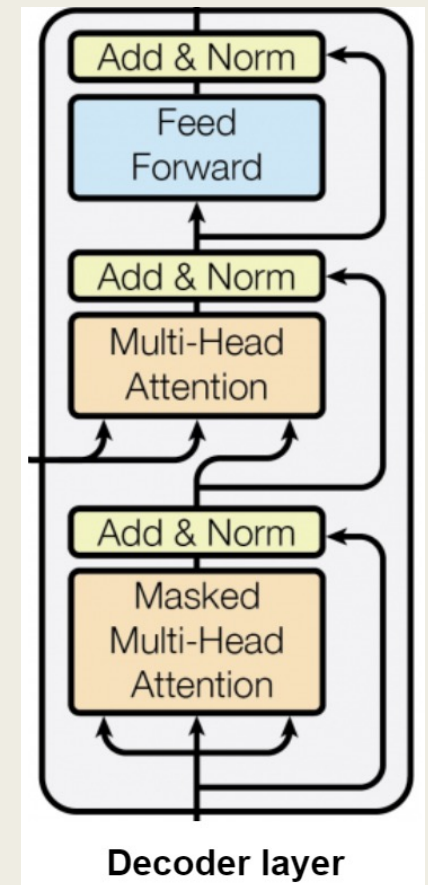 Add & Norm
Feed
Forward
Add & Norm
Multi-Head
Attention
Add & Norm
Masked
Multi-Head
Attention
Decoder layer